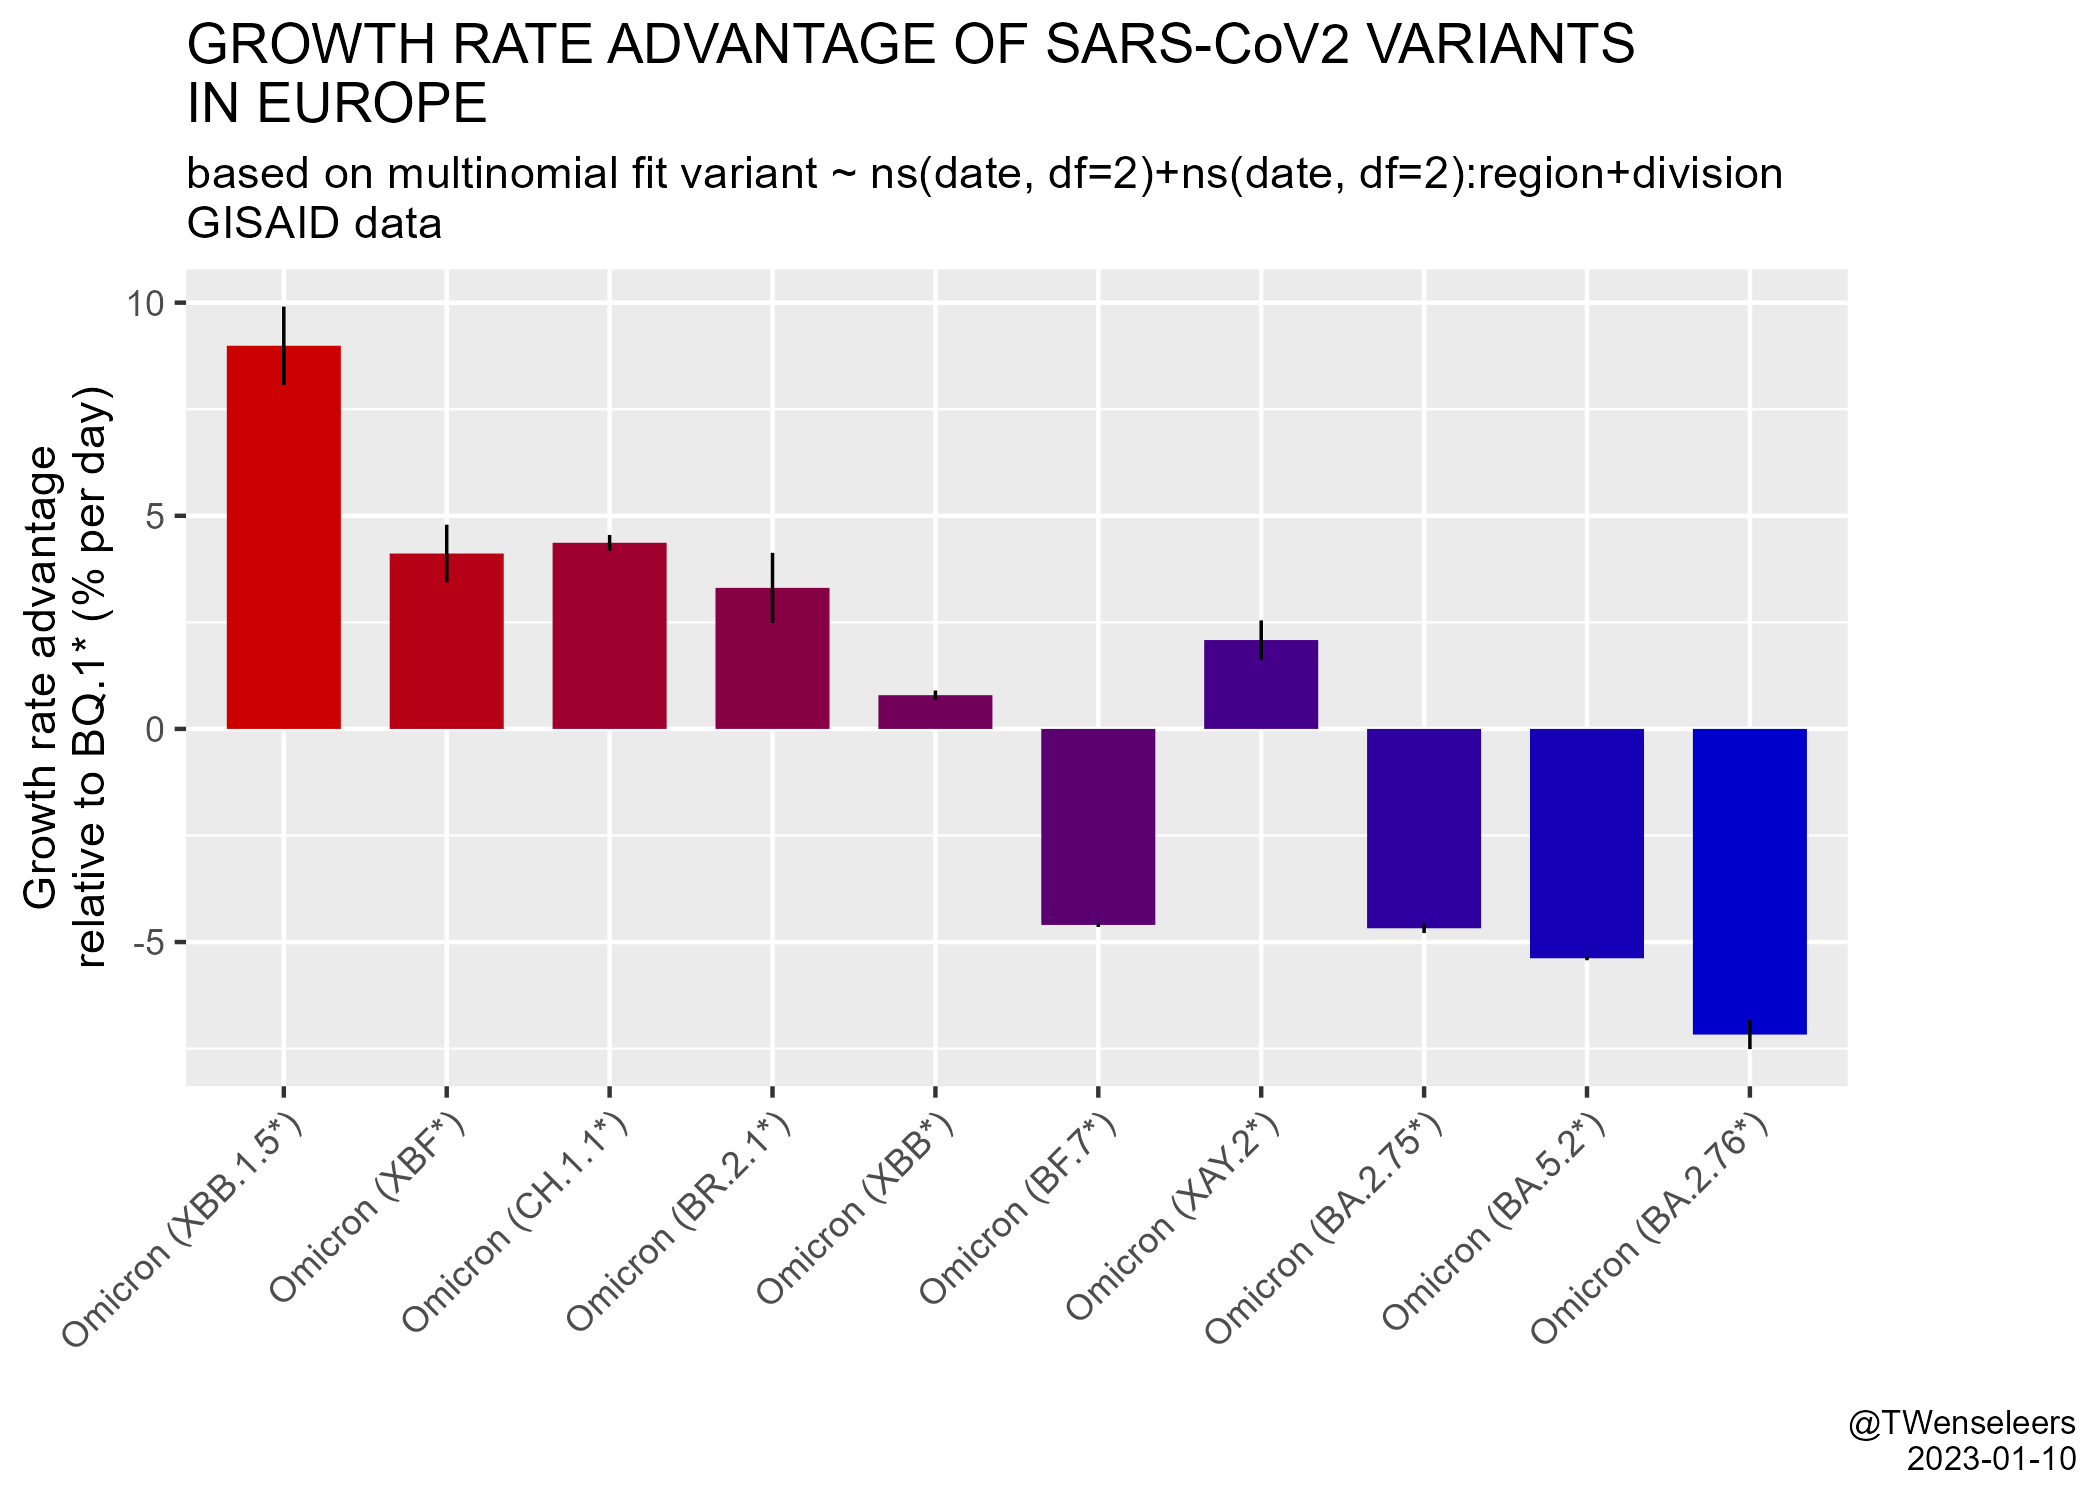 GROWTH RATE ADVANTAGE OF SARS-CoV2 VARIANTS
IN EUROPE
based on multinomial fit variant ~ ns(date, df=2)+ns(date, df=2):region+division
GISAID data
Growth rate advantage
relative to BQ.1* (% per day)
10
5
0
-5
Omicron (XBB.1.5*)
Omicron (XBF*)
Omicron (CH.1.1*)
Omicron (BR.2.1*)
Omicron (XBB*)
Omicron (BF.7*)
Omicron (XAY.2*)
Omicron (BA.2.75*)
Omicron (BA.5.2*)
Omicron (BA.2.76*)
@TWenseleers
2023-01-10